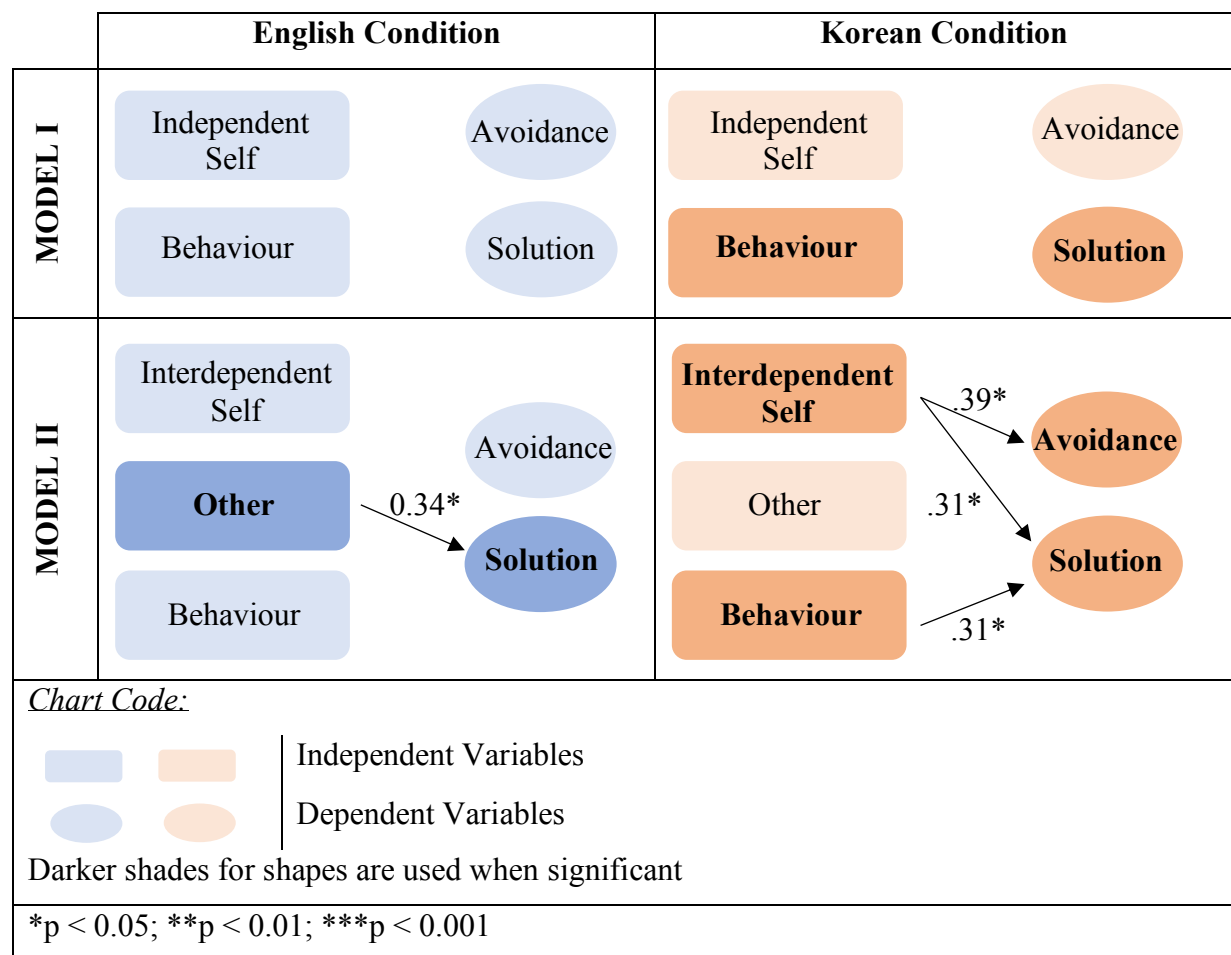 English Condition
Korean Condition
MODEL I
Independent
Self
Avoidance
Behaviour
Solution
Independent
Self
Avoidance
Behaviour
Solution
MODEL II
Interdependent
Self
Avoidance
Other
0.34*
Solution
Behaviour
Interdependent
Self
.39*
Avoidance
Other
.31*
Solution
Behaviour
.31*
Chart Code:
Independent Variables
Dependent Variables
Darker shades for shapes are used when significant
*p < 0.05; **p < 0.01; ***p < 0.001